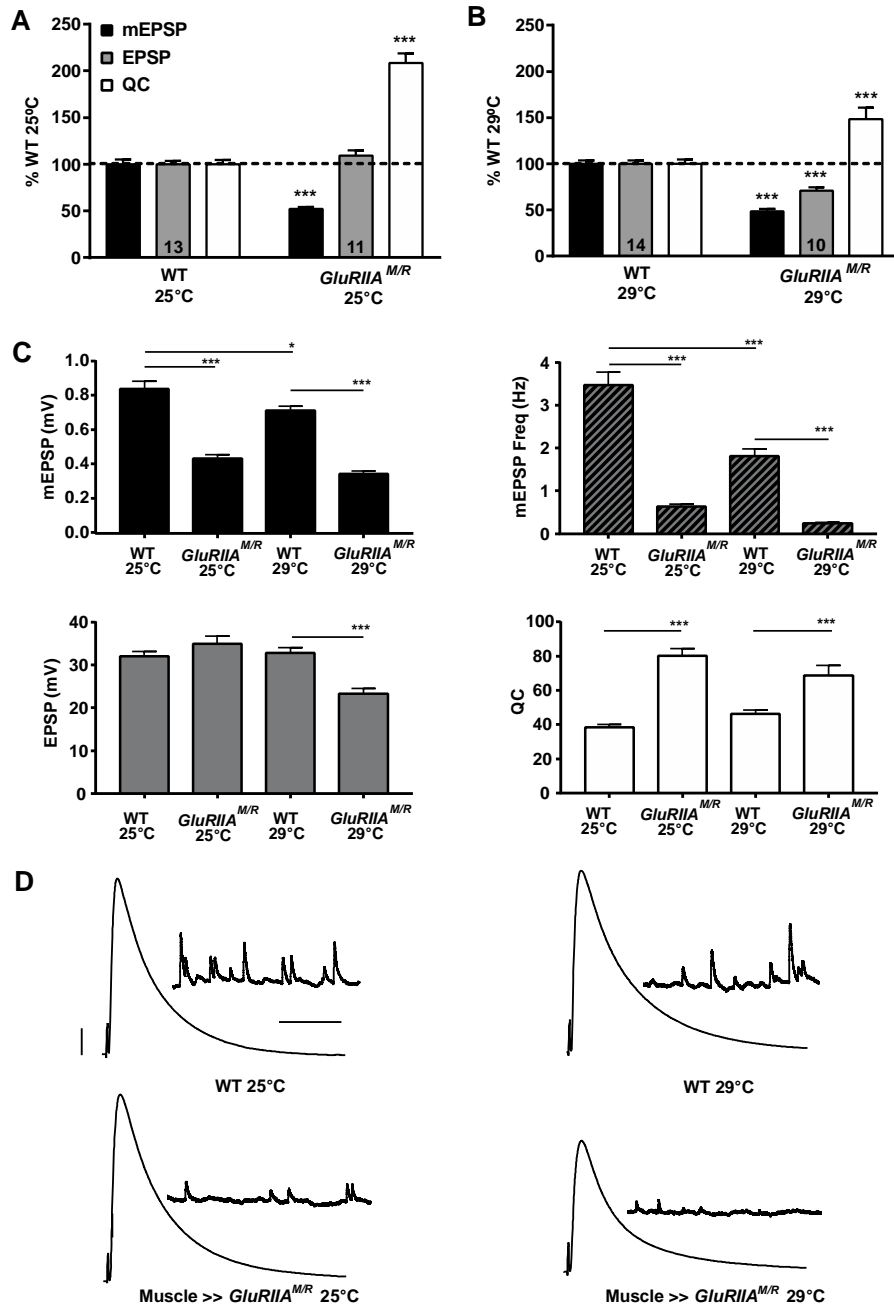 A
mEPSP
EPSP
QC
% WT 25ºC
250
200
150
100
50
0
***
***
13
11
WT
25°C
GluRIIA M/R
25°C
B
% WT 29ºC
250
200
150
100
50
0
***
***
***
14
10
WT
29°C
GluRIIA M/R
29°C
C
mEPSP (mV)
1.0
0.8
0.6
0.4
0.2
0.0
*
***
***
WT
25°C
GluRIIA M/R
25°C
WT
29°C
GluRIIA M/R
29°C
mEPSP Freq (Hz)
4
3
2
1
0
***
***
***
WT
25°C
GluRIIA M/R
25°C
WT
29°C
GluRIIA M/R
29°C
EPSP (mV)
40
30
20
10
0
***
WT
25°C
GluRIIA M/R
25°C
WT
29°C
GluRIIA M/R
29°C
QC
100
80
60
40
20
0
***
***
WT
25°C
GluRIIA M/R
25°C
WT
29°C
GluRIIA M/R
29°C
D
WT 25°C
WT 29°C
Muscle >> GluRIIA M/R 25°C
Muscle >> GluRIIA M/R 29°C